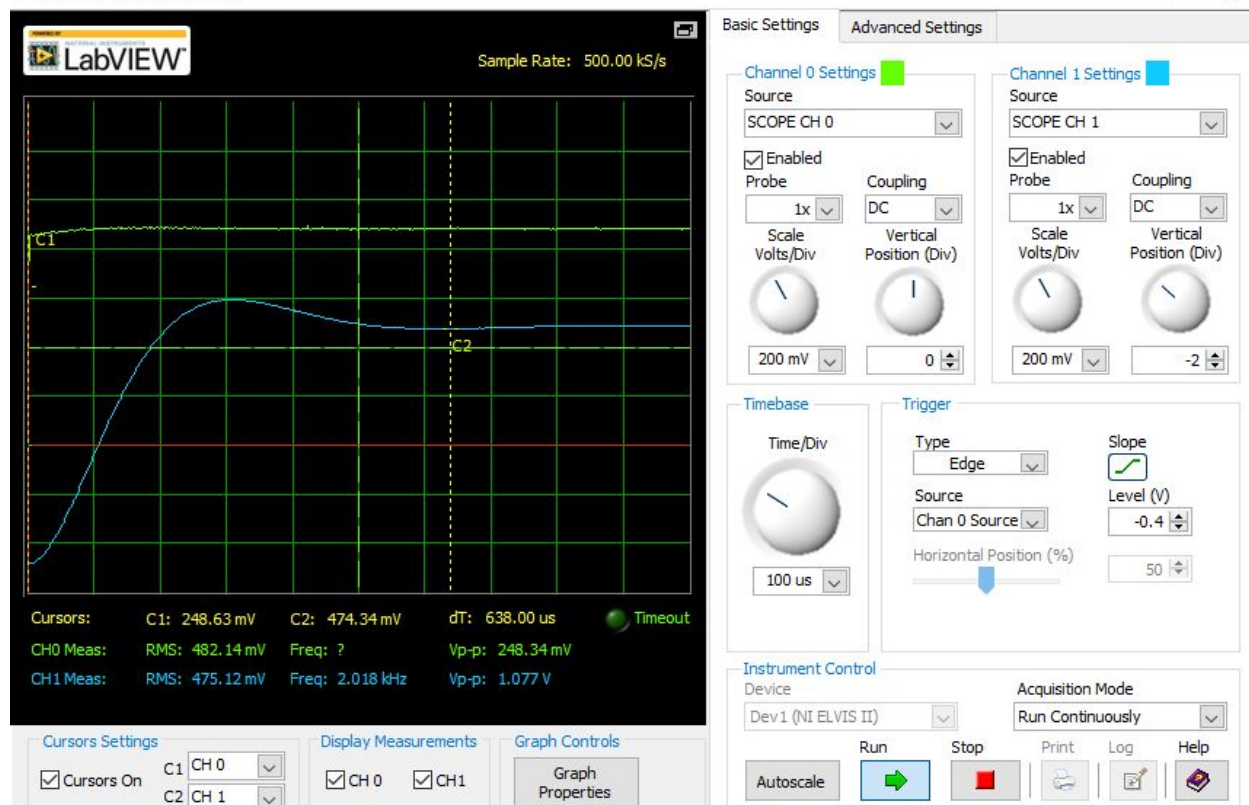 POWERED BY
NATIONAL INSTRUMENTS
LabVIEW
Sample Rate: 500.00 kS/s
C1
C2
Cursors: C1: 248.63 mV C2: 474.34 mV dT: 638.00 us Timeout
CH0 Meas: RMS: 482.14 mV Freq: ? Vp-p: 248.34 mV
CH1 Meas: RMS: 475.12 mV Freq: 2.018 kHz Vp-p: 1.077 V
Cursors Settings
Cursors On
C1 CH 0
C2 CH 1
Display Measurements
CH 0 CH1
Graph Controls
Graph
Properties
Basic Settings Advanced Settings
Channel 0 Settings
Source
SCOPE CH 0
Enabled
Probe Coupling
1x DC
Scale Vertical
Volts/Div Position (Div)
200 mV 0
Channel 1 Settings
Source
SCOPE CH 1
Enabled
Probe Coupling
1x DC
Scale Vertical
Volts/Div Position (Div)
200 mV -2
Timebase
Time/Div
100 us
Trigger
Type Slope
Edge
Source Level (V)
Chan 0 Source -0.4
Horizontal Position (%)
50
Instrument Control
Device Acquisition Mode
Dev1 (NI ELVIS II) Run Continuously
Run Stop Print Log Help
Autoscale